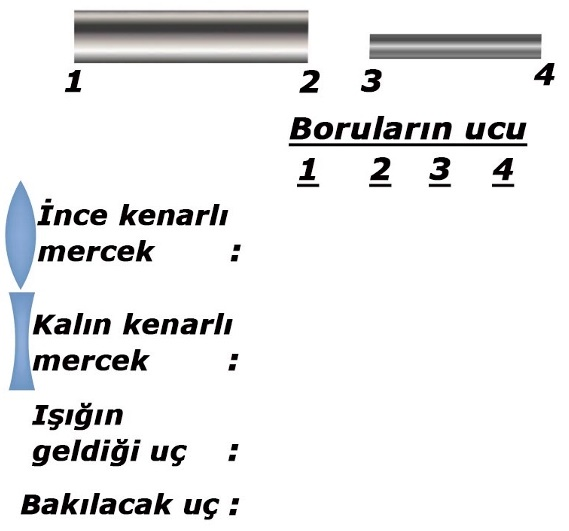 1 2 3 4
Boruların ucu
1 2 3 4
İnce kenarlı
mercek :
Kalın kenarlı
mercek :
Işığın
geldiği uç :
Bakılacak uç :